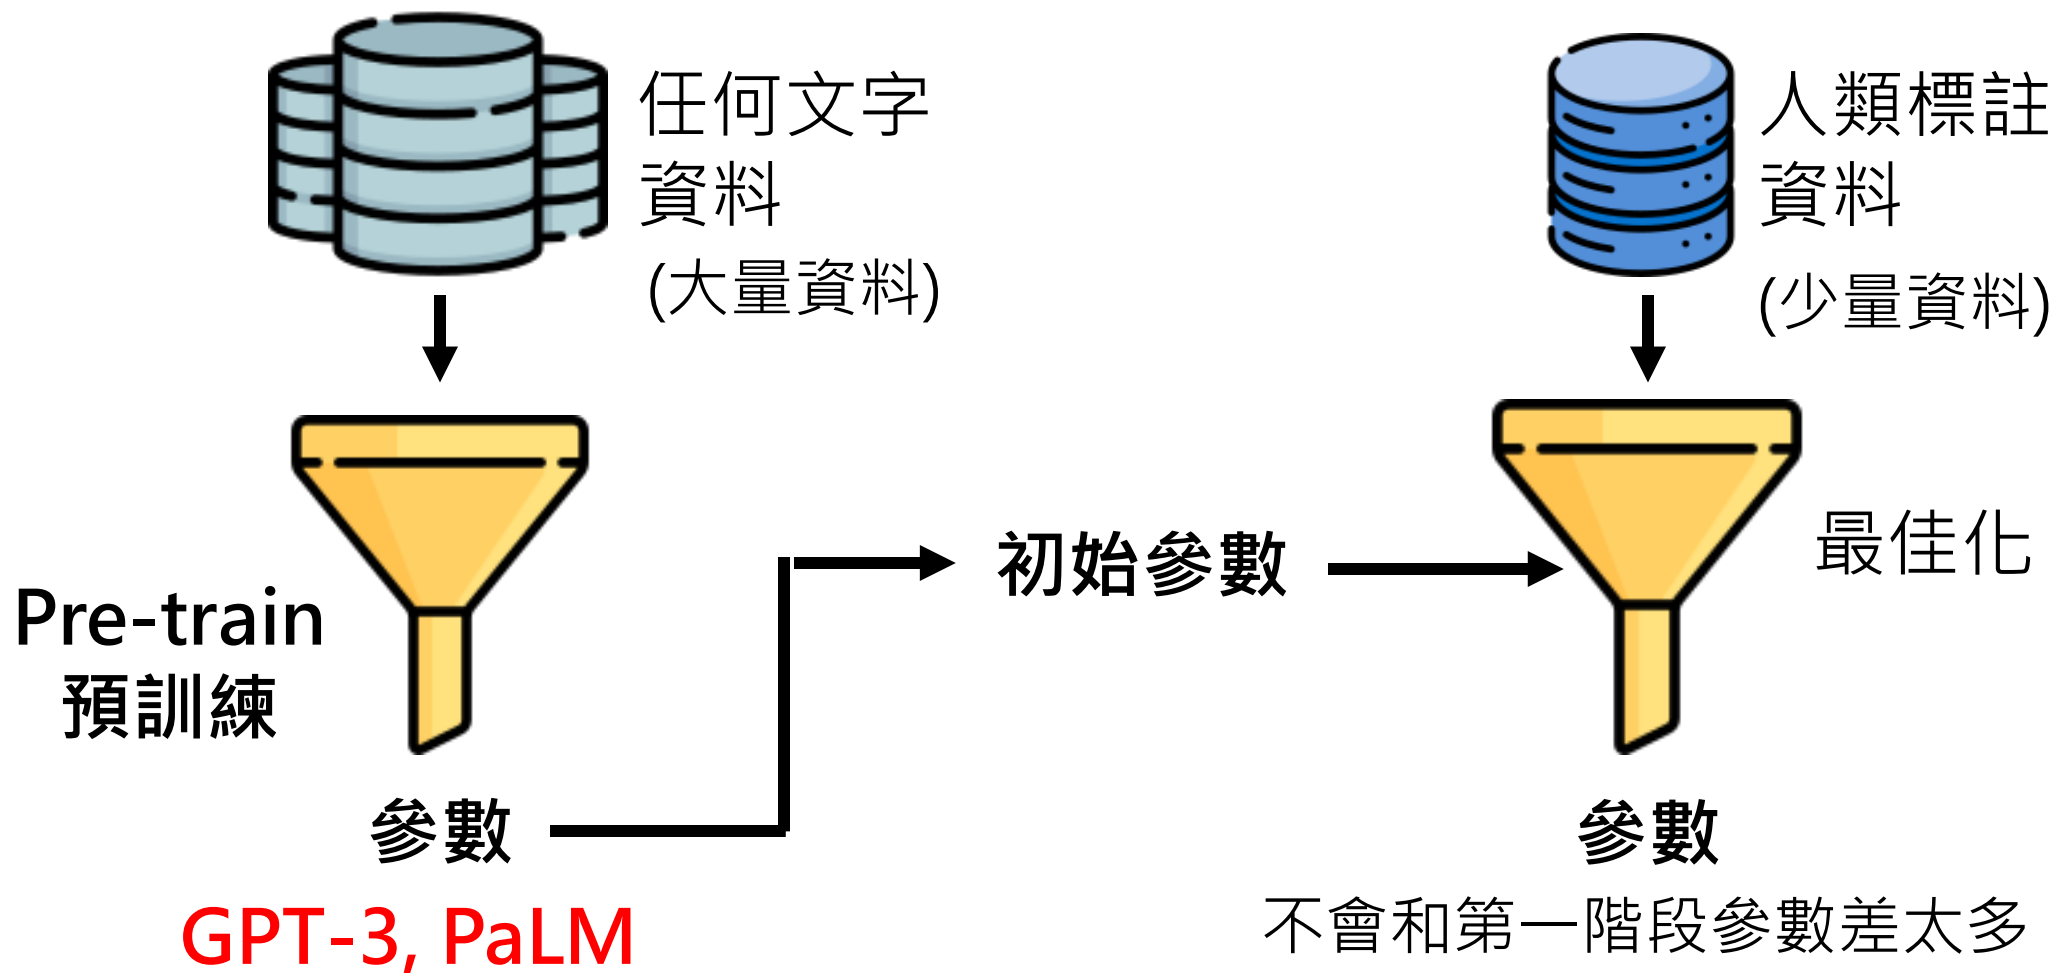 任何文字
資料
(大量資料)
Pre-train
預訓練
參數
GPT-3, PaLM
初始參數
人類標註
資料
(少量資料)
最佳化
參數
不會和第一階段參數差太多